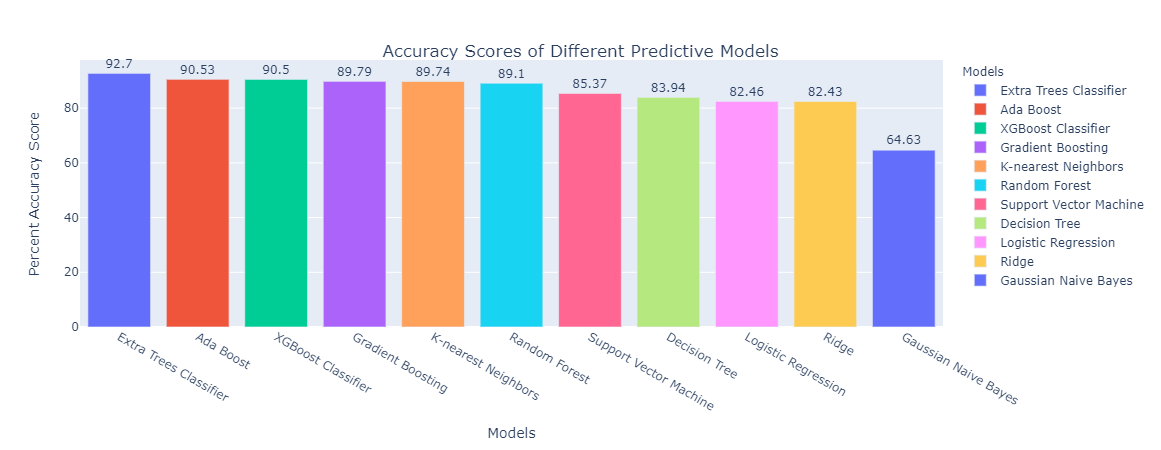 Accuracy Scores of Different Predictive Models
92.7
90.53
90.5
89.79
89.74
89.1
85.37
83.94
82.46
82.43
64.63
Percent Accuracy Score
80
60
40
20
0
Extra Trees Classifier
Ada Boost
XGBoost Classifier
Gradient Boosting
K-nearest Neighbors
Random Forest
Support Vector Machine
Decision Tree
Logistic Regression
Ridge
Gaussian Naive Bayes
Models
Models
Extra Trees Classifier
Ada Boost
XGBoost Classifier
Gradient Boosting
K-nearest Neighbors
Random Forest
Support Vector Machine
Decision Tree
Logistic Regression
Ridge
Gaussian Naive Bayes